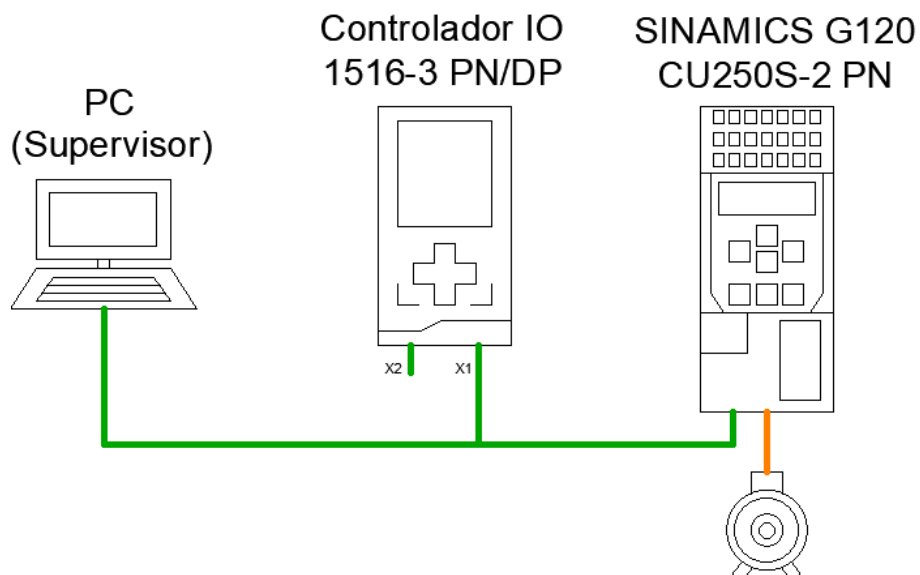 Controlador IO
1516-3 PN/DP
SINAMICS G120
CU250S-2 PN
PC
(Supervisor)
X2
X1